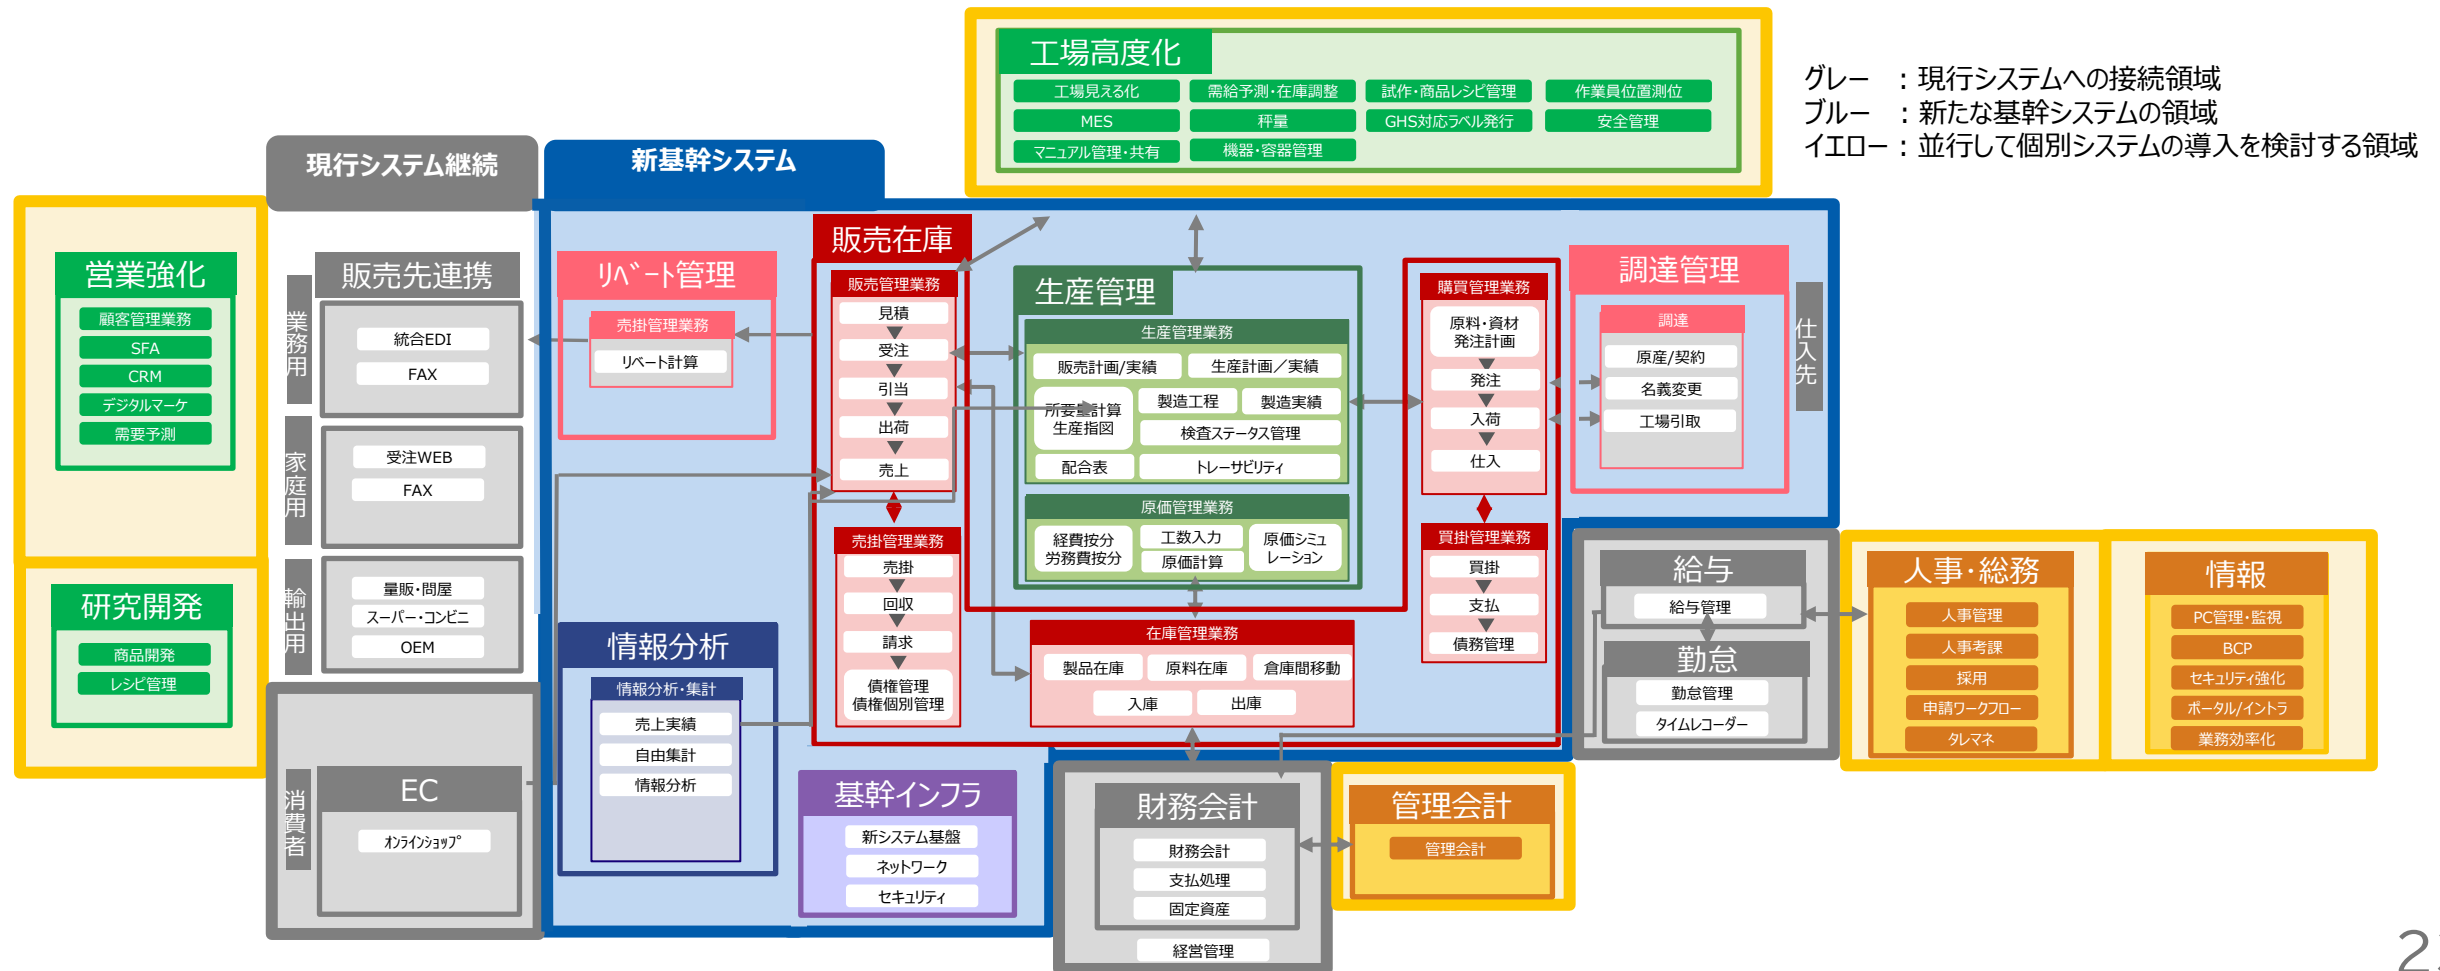 工場高度化
工場見える化
需給予測・在庫調整
試作・商品レシピ管理
作業員位置測位
MES
秤量
GHS対応ラベル発行
安全管理
マニュアル管理・共有
機器・容器管理
グレー ：現行システムへの接続領域
ブルー ：新たな基幹システムの領域
イエロー：並行して個別システムの導入を検討する領域
現行システム継続
新基幹システム
営業強化
顧客管理業務
SFA
CRM
デジタルマーケ
需要予測
研究開発
商品開発
レシピ管理
業務用
家庭用
輸出用
消費者
販売先連携
統合EDI
FAX
受注WEB
FAX
量販・問屋
スーパー・コンビニ
OEM
EC
オンラインショップ
リベート管理
売掛管理業務
リベート計算
情報分析
情報分析・集計
売上実績
自由集計
情報分析
販売在庫
販売管理業務
見積
受注
引当
出荷
売上
売掛管理業務
売掛
回収
請求
債権管理
債権個別管理
基幹インフラ
新システム基盤
ネットワーク
セキュリティ
生産管理
生産管理業務
販売計画/実績
生産計画／実績
所要量計算
生産指図
製造工程
製造実績
検査ステータス管理
配合表
トレーサビリティ
原価管理業務
経費按分
労務費按分
工数入力
原価計算
原価シミュ
レーション
在庫管理業務
製品在庫
原料在庫
倉庫間移動
入庫
出庫
購買管理業務
原料・資材
発注計画
発注
入荷
仕入
買掛管理業務
買掛
支払
債務管理
調達管理
調達
原産/契約
名義変更
工場引取
仕入先
給与
給与管理
勤怠
勤怠管理
タイムレコーダー
人事・総務
人事管理
人事考課
採用
申請ワークフロー
タレマネ
情報
PC管理・監視
BCP
セキュリティ強化
ポータル/イントラ
業務効率化
財務会計
財務会計
支払処理
固定資産
経営管理
管理会計
管理会計